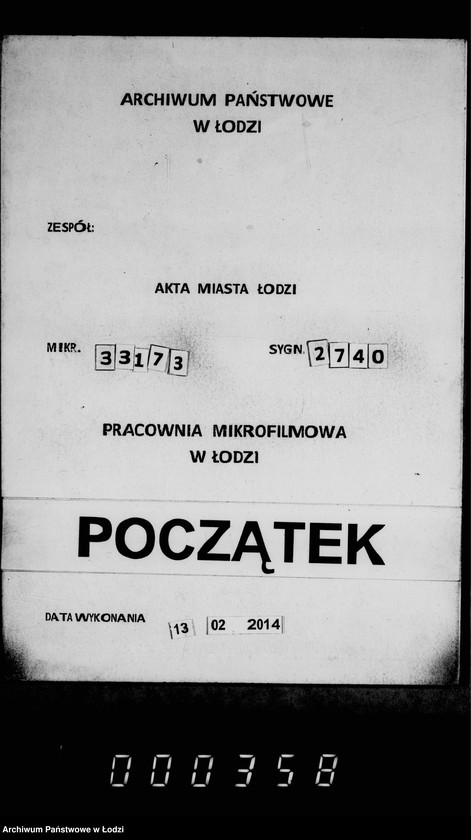 ARCHIWUM PAŃSTWOWE
W ŁODZI
ZESPÓŁ:
AKTA MIASTA ŁODZI
MIKR. 33173 SYGN. 2740
PRACOWNIA MIKROFILMOWA
W ŁODZI
POCZĄTEK
DATA WYKONANIA 13 02 2014
000358
Archiwum Państwowe w Łodzi